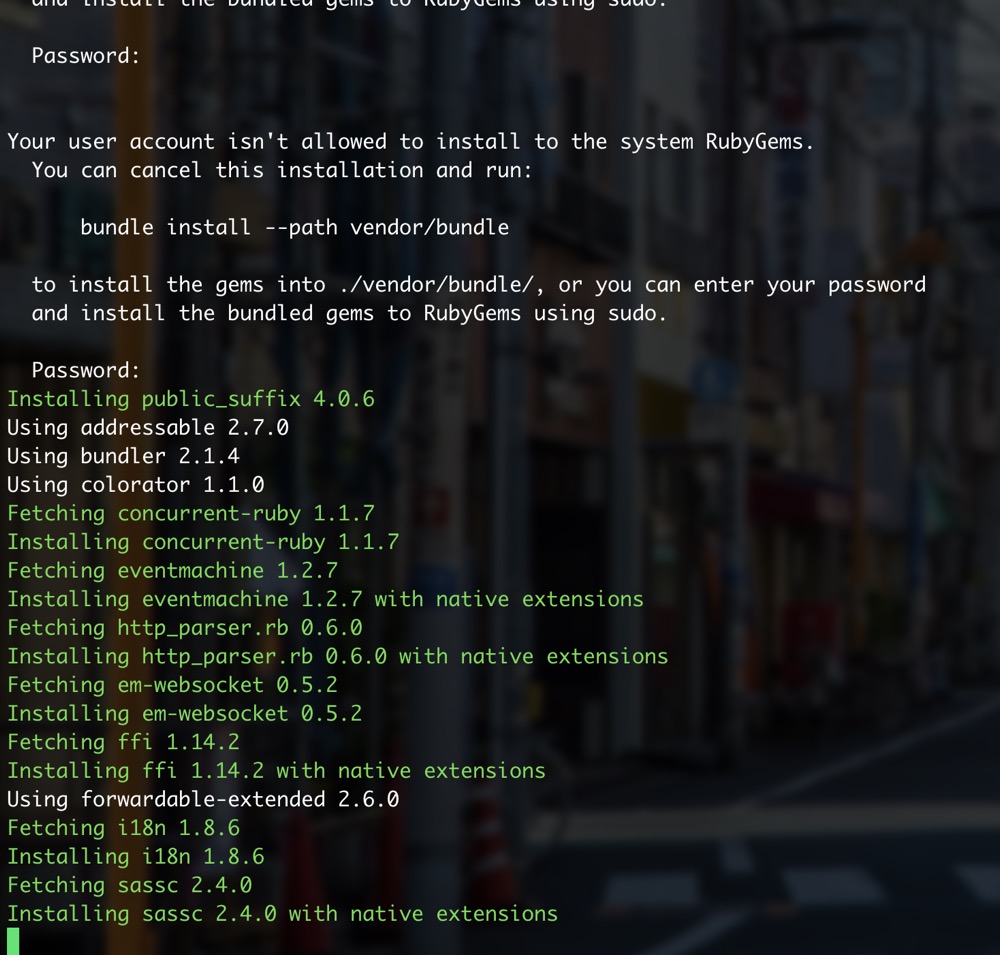 and install the bundled gems to RubyGems using sudo.
Password:
Your user account isn't allowed to install to the system RubyGems.
You can cancel this installation and run:
bundle install --path vendor/bundle
to install the gems into ./vendor/bundle/, or you can enter your password
and install the bundled gems to RubyGems using sudo.
Password:
Installing public_suffix 4.0.6
Using addressable 2.7.0
Using bundler 2.1.4
Using colorator 1.1.0
Fetching concurrent-ruby 1.1.7
Installing concurrent-ruby 1.1.7
Fetching eventmachine 1.2.7
Installing eventmachine 1.2.7 with native extensions
Fetching http_parser.rb 0.6.0
Installing http_parser.rb 0.6.0 with native extensions
Fetching em-websocket 0.5.2
Installing em-websocket 0.5.2
Fetching ffi 1.14.2
Installing ffi 1.14.2 with native extensions
Using forwardable-extended 2.6.0
Fetching i18n 1.8.6
Installing i18n 1.8.6
Fetching sassc 2.4.0
Installing sassc 2.4.0 with native extensions